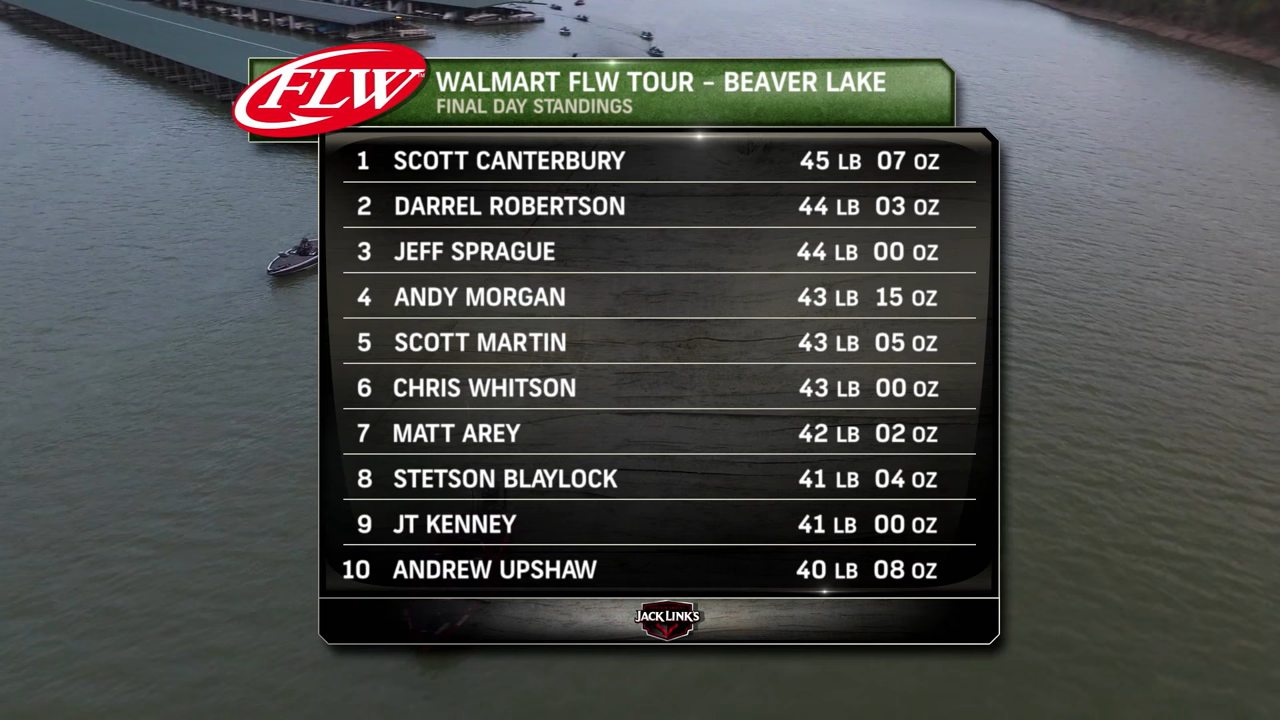 FLW
WALMART FLW TOUR – BEAVER LAKE
FINAL DAY STANDINGS
1 SCOTT CANTERBURY 45 LB 07 OZ
2 DARREL ROBERTSON 44 LB 03 OZ
3 JEFF SPRAGUE 44 LB 00 OZ
4 ANDY MORGAN 43 LB 15 OZ
5 SCOTT MARTIN 43 LB 05 OZ
6 CHRIS WHITSON 43 LB 00 OZ
7 MATT AREY 42 LB 02 OZ
8 STETSON BLAYLOCK 41 LB 04 OZ
9 JT KENNEY 41 LB 00 OZ
10 ANDREW UPSHAW 40 LB 08 OZ
JACK LINK'S